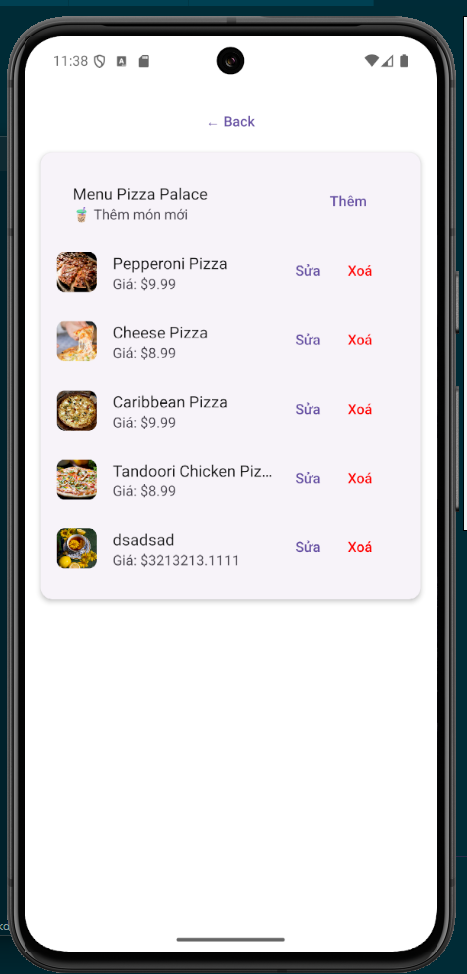 11:38
← Back
Menu Pizza Palace
🧋 Thêm món mới
Thêm
Pepperoni Pizza
Giá: $9.99
Sửa
Xoá
Cheese Pizza
Giá: $8.99
Sửa
Xoá
Caribbean Pizza
Giá: $9.99
Sửa
Xoá
Tandoori Chicken Piz...
Giá: $8.99
Sửa
Xoá
dsadsad
Giá: $3213213.1111
Sửa
Xoá